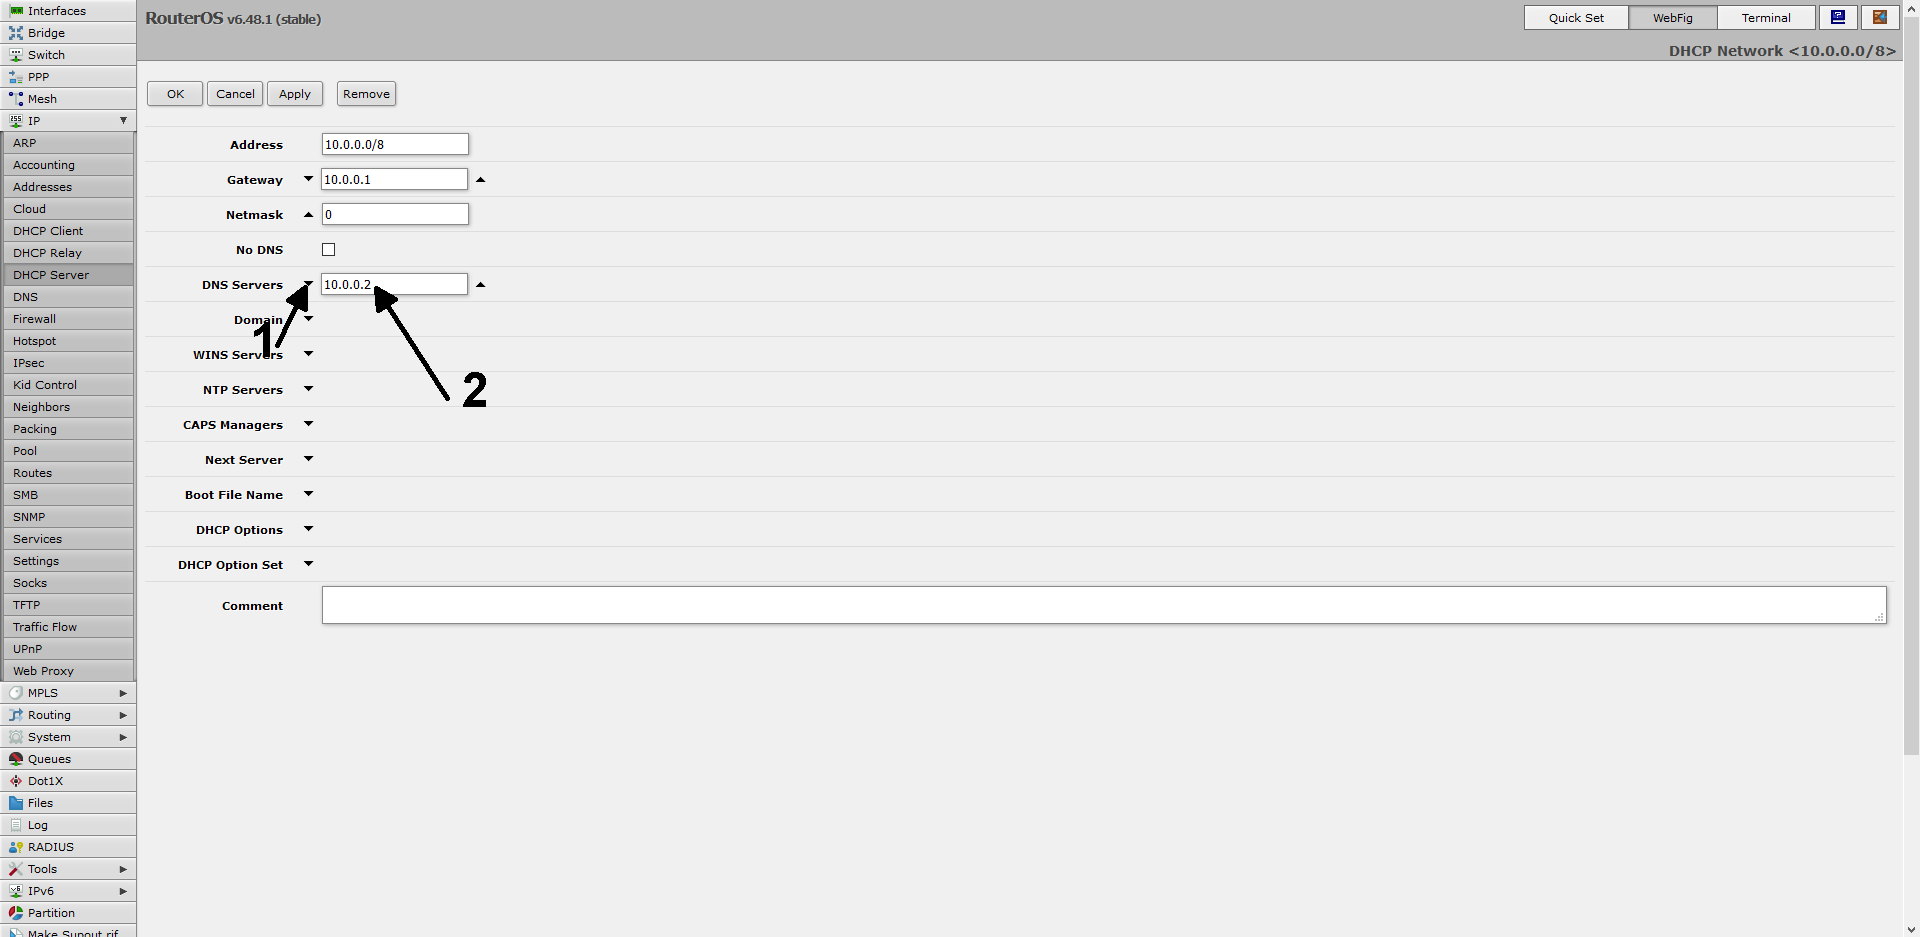 Interfaces
Bridge
Switch
PPP
Mesh
IP
ARP
Accounting
Addresses
Cloud
DHCP Client
DHCP Relay
DHCP Server
DNS
Firewall
Hotspot
IPsec
Kid Control
Neighbors
Packing
Pool
Routes
SMB
SNMP
Services
Settings
Socks
TFTP
Traffic Flow
UPnP
Web Proxy
MPLS
Routing
System
Queues
Dot1X
Files
Log
RADIUS
Tools
IPv6
Partition
Make Supout.rif
RouterOS v6.48.1 (stable)
Quick Set WebFig Terminal
DHCP Network <10.0.0.0/8>
OK Cancel Apply Remove
Address 10.0.0.0/8
Gateway 10.0.0.1
Netmask 0
No DNS
DNS Servers 10.0.0.2
Domain
1
WINS Servers
NTP Servers
2
CAPS Managers
Next Server
Boot File Name
DHCP Options
DHCP Option Set
Comment